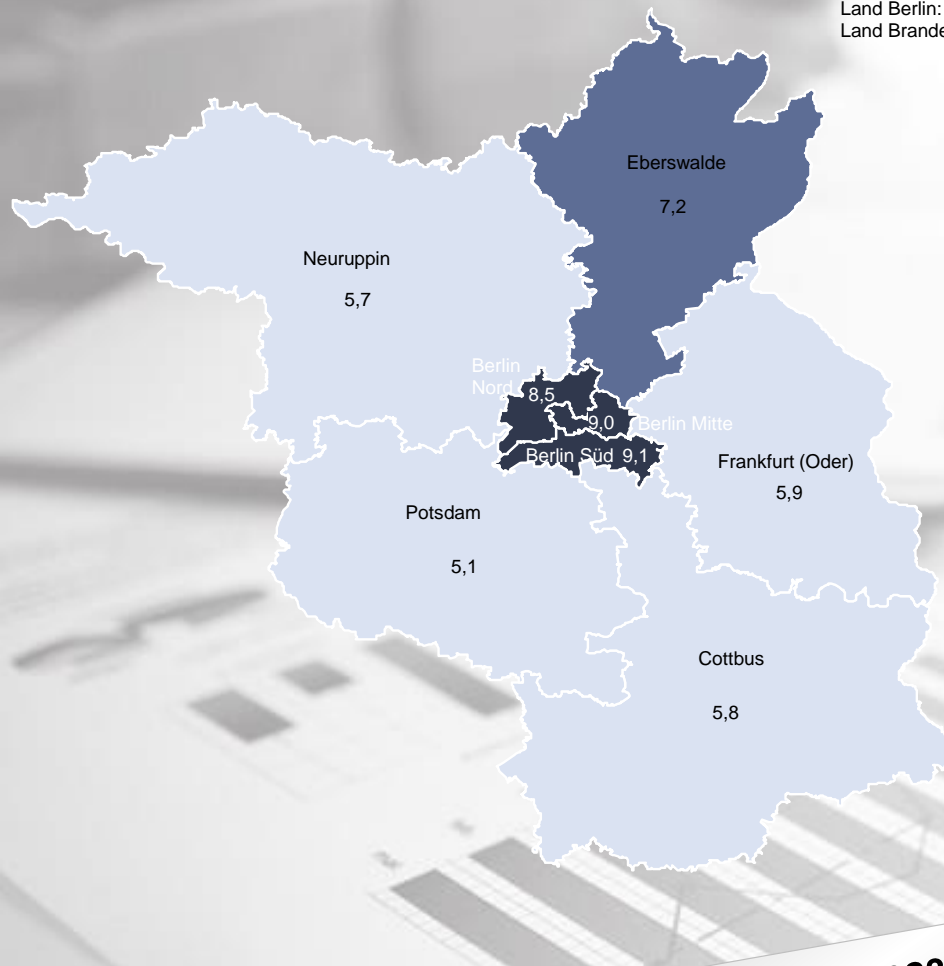 Land Berlin:
Land Brande
Eberswalde
7,2
Neuruppin
5,7
Berlin
Nord
8,5
9,0
Berlin Mitte
Berlin Süd 9,1
Frankfurt (Oder)
5,9
Potsdam
5,1
Cottbus
5,8